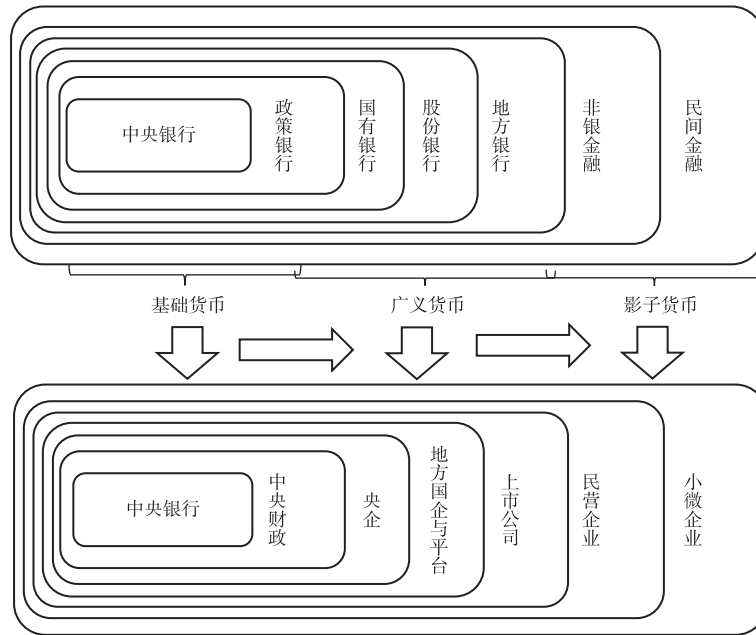 中央银行
政策银行
国有银行
股份银行
地方银行
非银金融
民间金融
基础货币
广义货币
影子货币
中央银行
中央财政
央企
地方国企与平台
上市公司
民营企业
小微企业